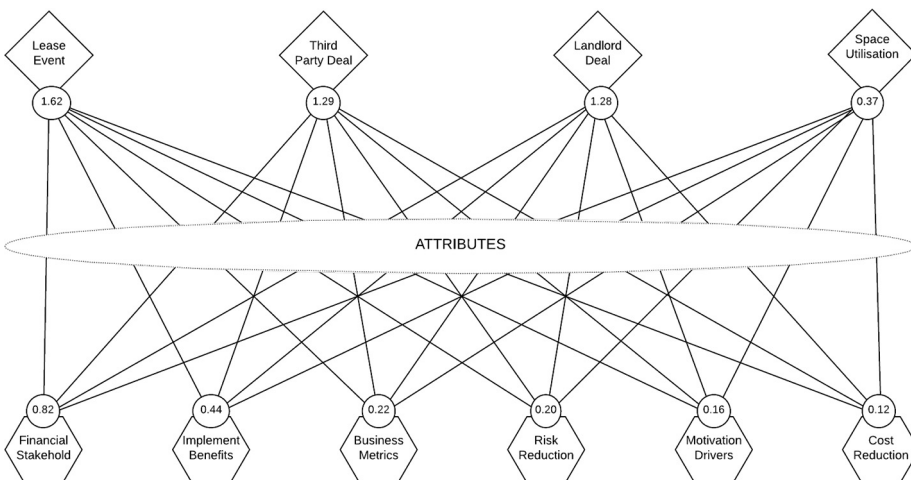 Lease
Event
Third
Party Deal
Landlord
Deal
Space
Utilisation
1.62
1.29
1.28
0.37
ATTRIBUTES
0.82
0.44
0.22
0.20
0.16
0.12
Financial
Stakehold
Implement
Benefits
Business
Metrics
Risk
Reduction
Motivation
Drivers
Cost
Reduction